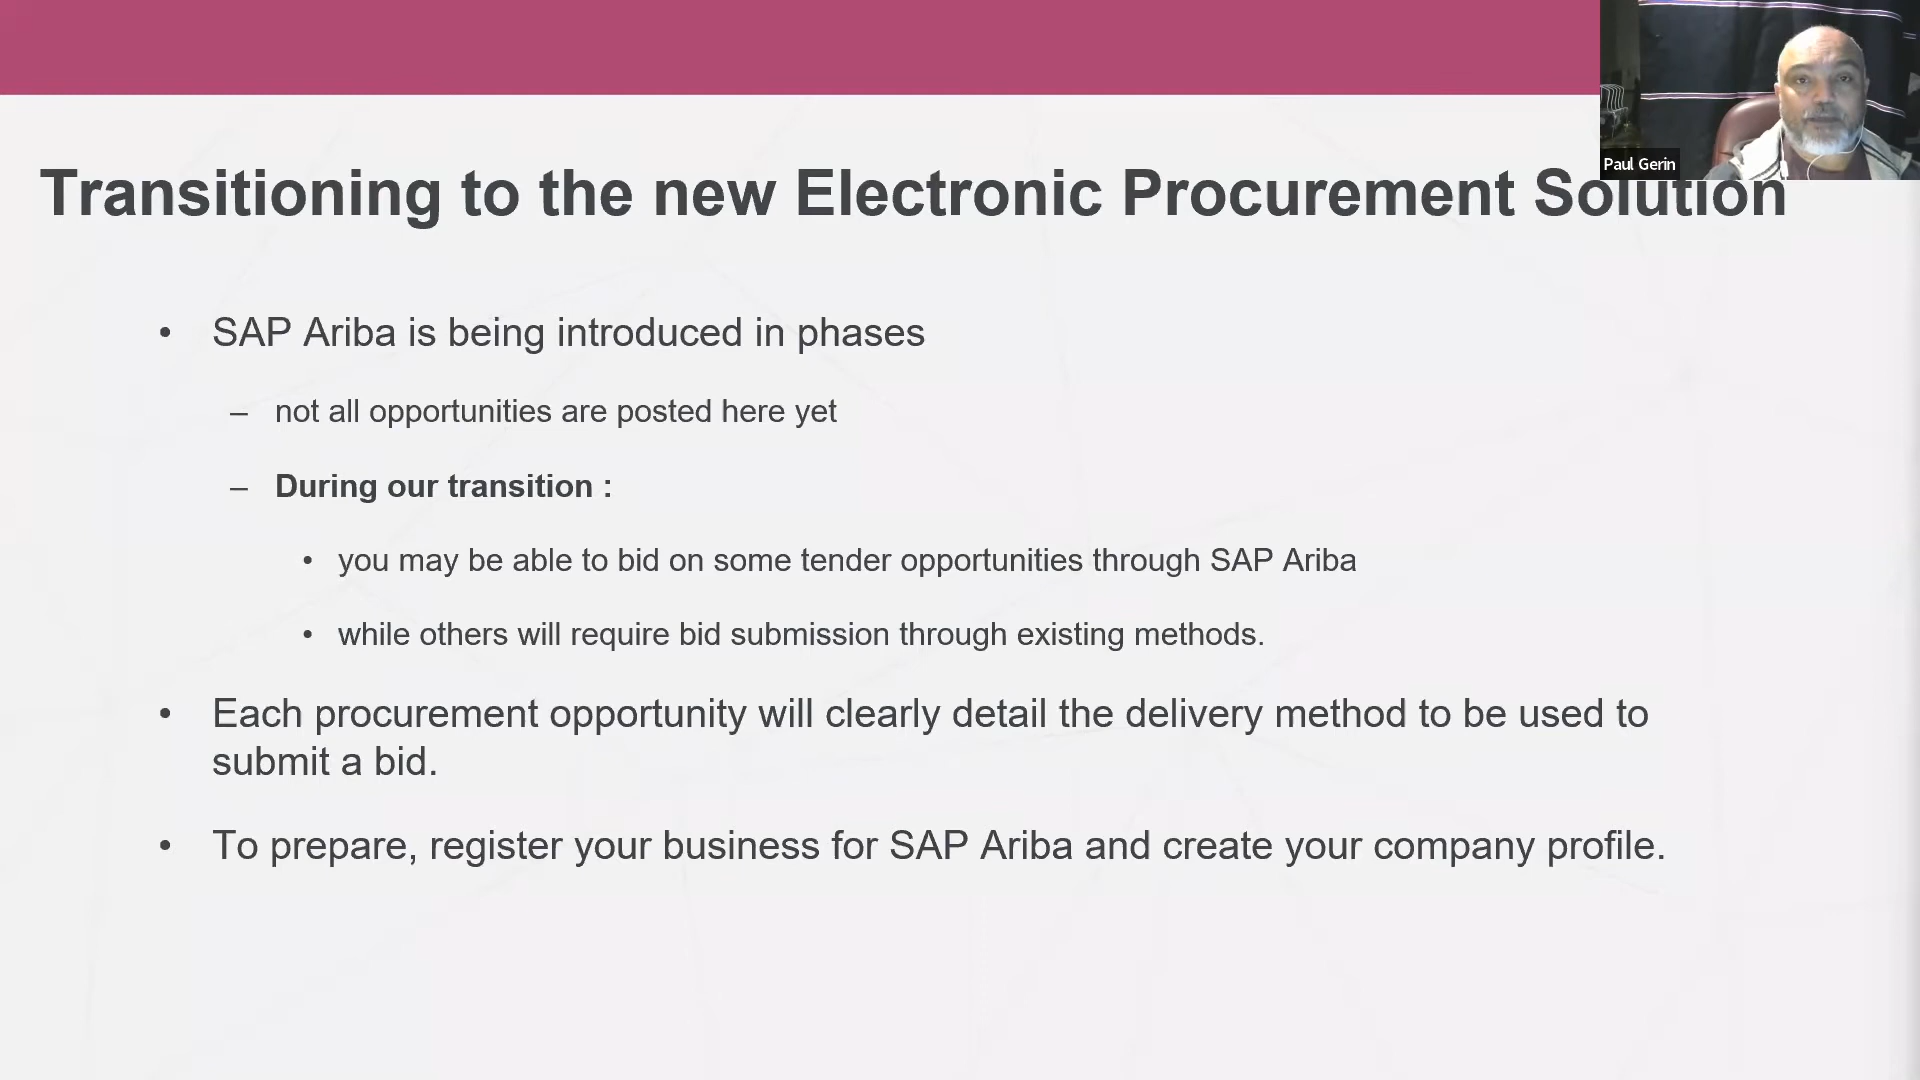 Paul Gerin
Transitioning to the new Electronic Procurement Solution
• SAP Ariba is being introduced in phases
– not all opportunities are posted here yet
– During our transition :
• you may be able to bid on some tender opportunities through SAP Ariba
• while others will require bid submission through existing methods.
• Each procurement opportunity will clearly detail the delivery method to be used to
submit a bid.
• To prepare, register your business for SAP Ariba and create your company profile.